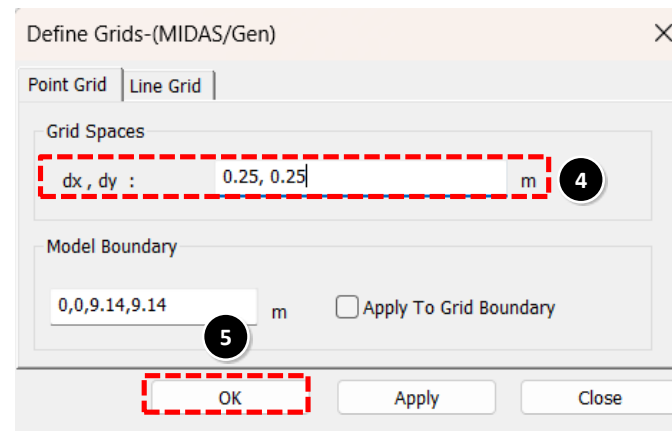 Define Grids-(MIDAS/Gen)
Point Grid Line Grid
Grid Spaces
dx , dy : 0.25, 0.25 m 4
Model Boundary
0,0,9.14,9.14 m Apply To Grid Boundary
5
OK Apply Close